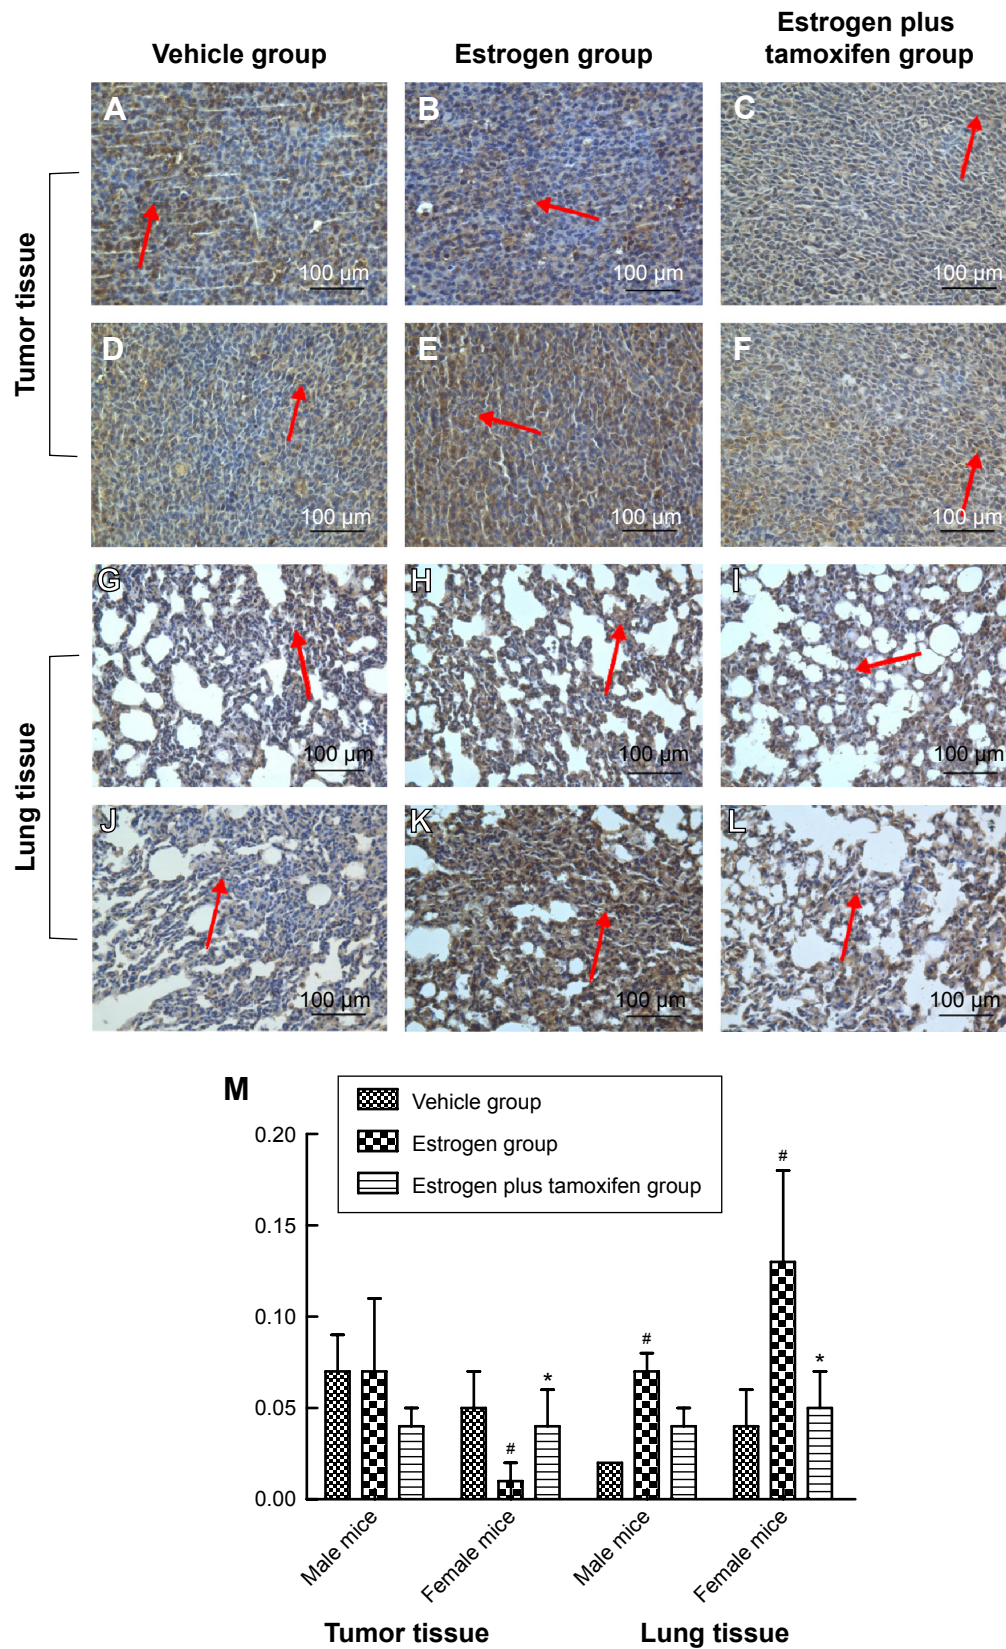 Vehicle group
Estrogen group
Estrogen plus
tamoxifen group
Tumor tissue
A
100 µm
B
100 µm
C
100 µm
D
100 µm
E
100 µm
F
100 µm
Lung tissue
G
100 µm
H
100 µm
I
100 µm
J
100 µm
K
100 µm
L
100 µm
M
Vehicle group
Estrogen group
Estrogen plus tamoxifen group
0.20
0.15
0.10
0.05
0.00
#
*
#
#
*
Male mice
Female mice
Male mice
Female mice
Tumor tissue
Lung tissue